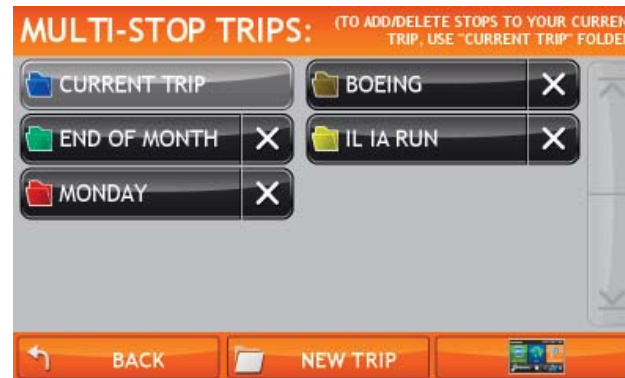 MULTI-STOP TRIPS:
(TO ADD/DELETE STOPS TO YOUR CURREN
TRIP, USE "CURRENT TRIP" FOLDE
CURRENT TRIP
BOEING
END OF MONTH
IL IA RUN
MONDAY
BACK
NEW TRIP